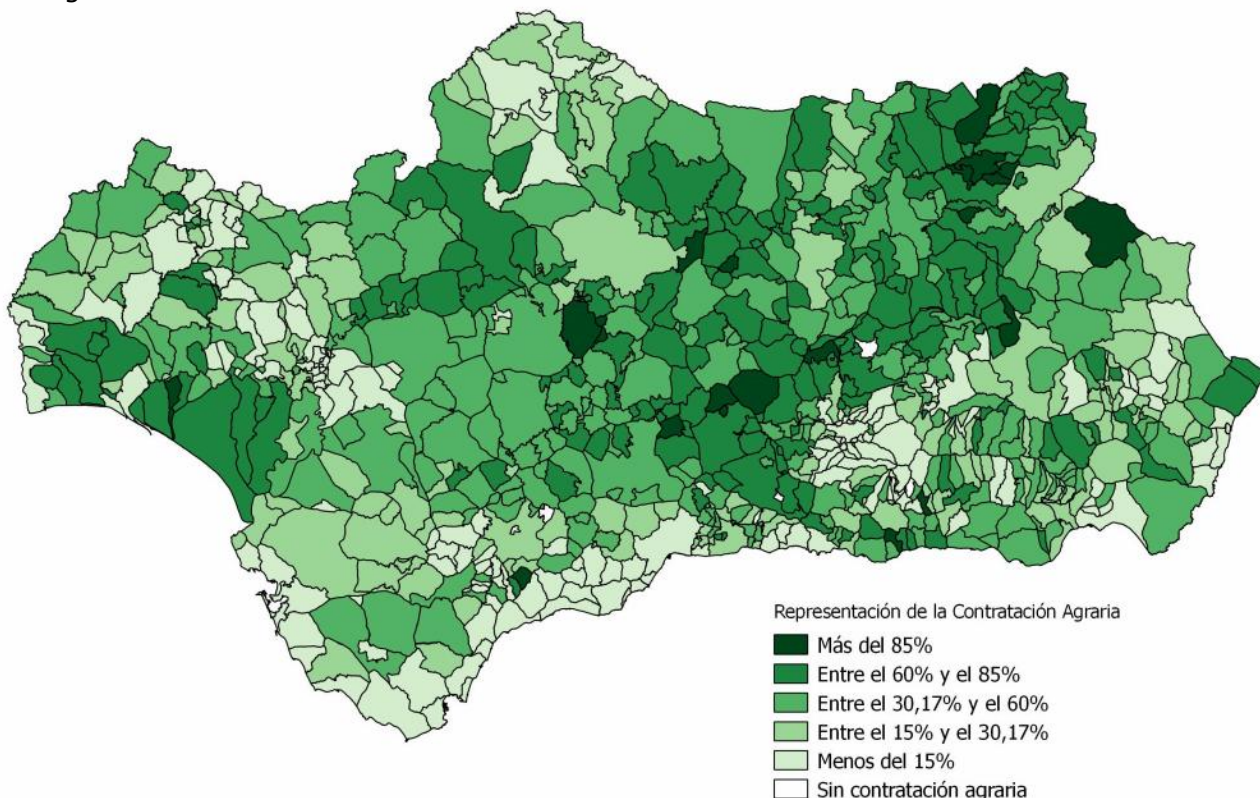 Representación de la Contratación Agraria
Más del 85%
Entre el 60% y el 85%
Entre el 30,17% y el 60%
Entre el 15% y el 30,17%
Menos del 15%
Sin contratación agraria